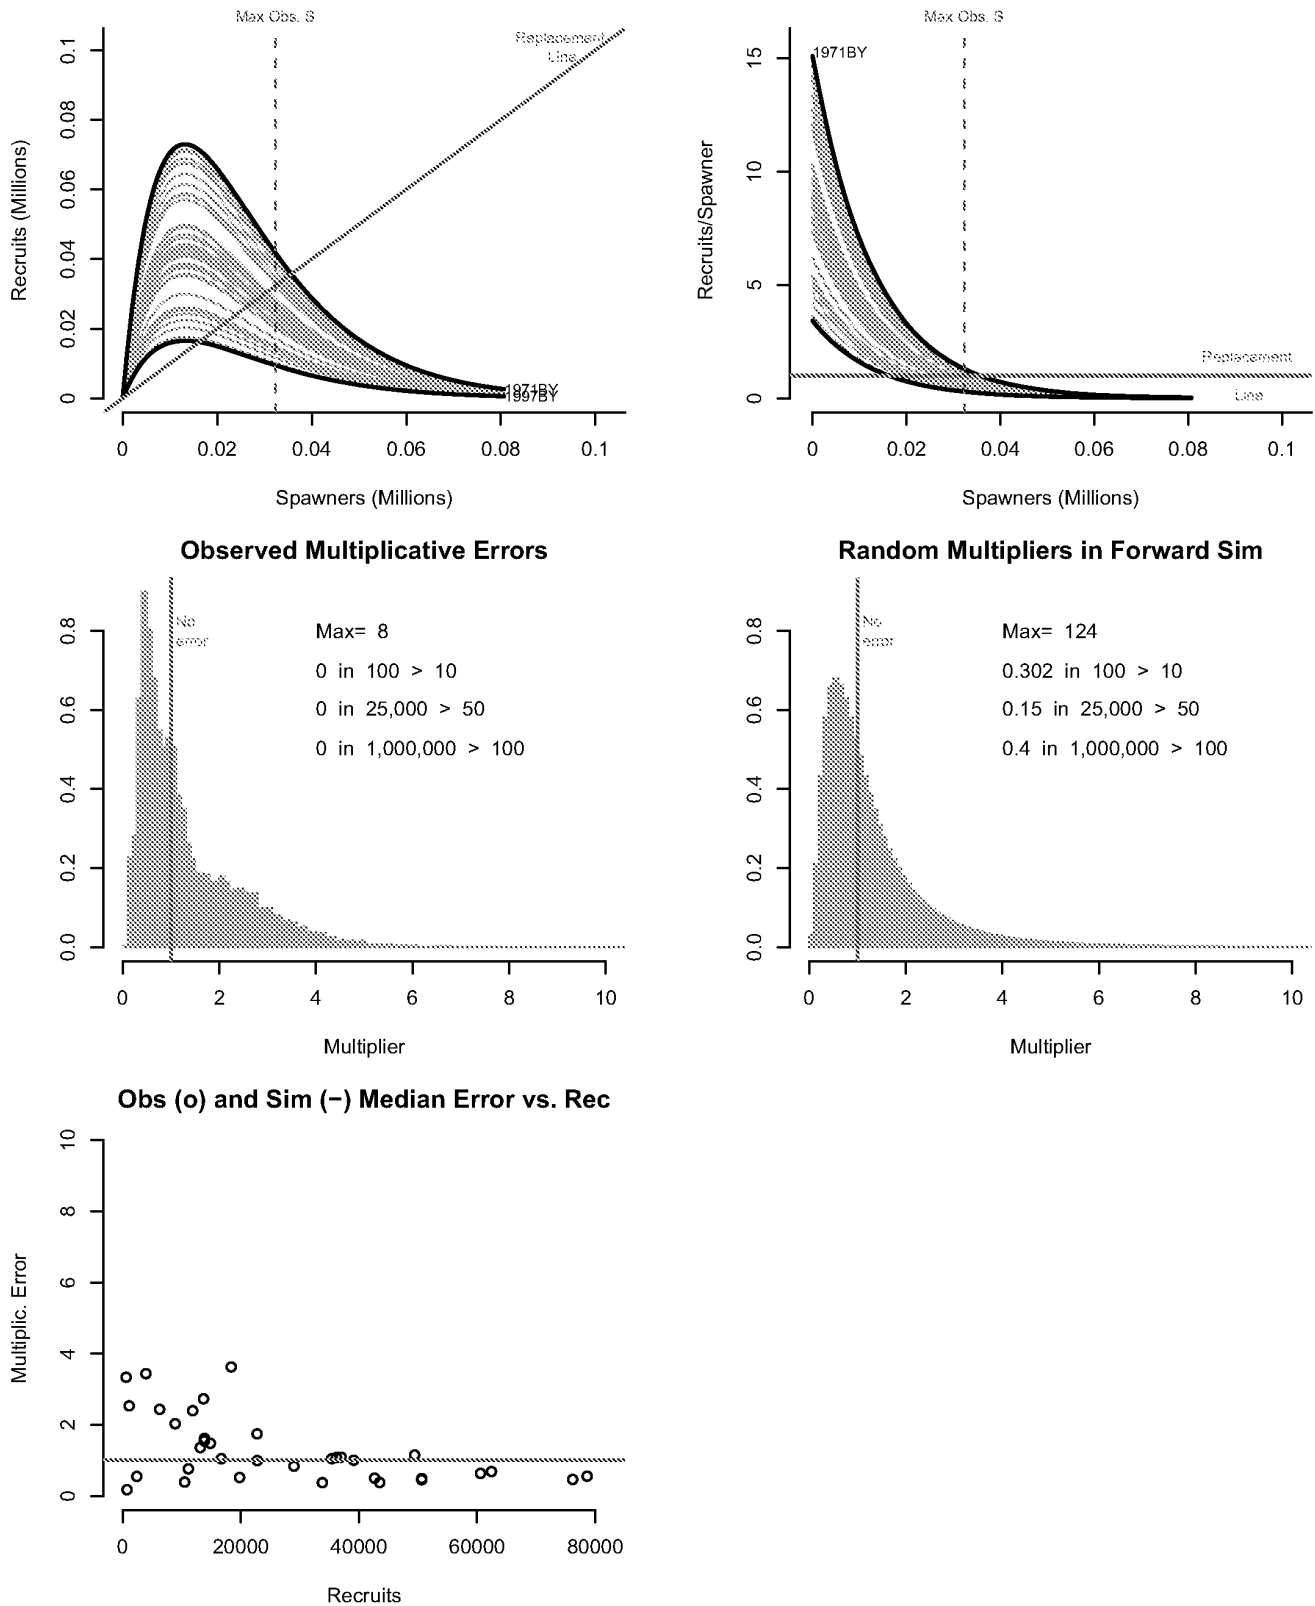 Max Obs. S
Replacement
Line
0.1
0.08
0.06
0.04
0.02
0
Recruits (Millions)
1971BY
1997BY
0 0.02 0.04 0.06 0.08 0.1
Spawners (Millions)
Max Obs. S
1971BY
15
10
5
0
Recruits/Spawner
Replacement
Line
0 0.02 0.04 0.06 0.08 0.1
Spawners (Millions)
Observed Multiplicative Errors
No
error
Max= 8
0 in 100 > 10
0 in 25,000 > 50
0 in 1,000,000 > 100
0.8
0.6
0.4
0.2
0.0
0 2 4 6 8 10
Multiplier
Random Multipliers in Forward Sim
No
error
Max= 124
0.302 in 100 > 10
0.15 in 25,000 > 50
0.4 in 1,000,000 > 100
0.8
0.6
0.4
0.2
0.0
0 2 4 6 8 10
Multiplier
Obs (o) and Sim (−) Median Error vs. Rec
10
8
6
4
2
0
Multiplic. Error
0 20000 40000 60000 80000
Recruits